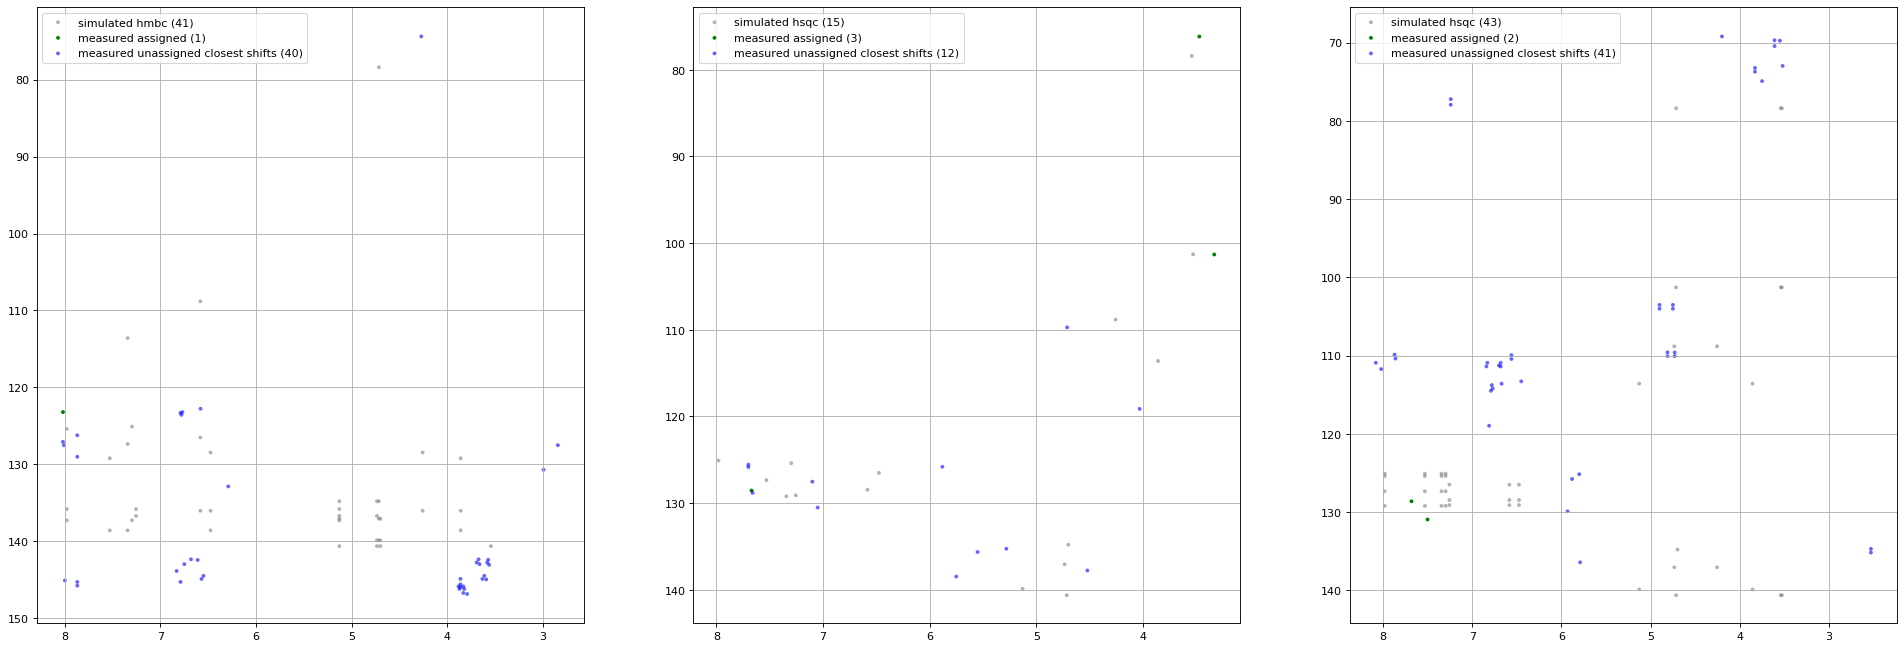 simulated hmbc (41)
measured assigned (1)
measured unassigned closest shifts (40)
80
90
100
110
120
130
140
150
8 7 6 5 4 3
simulated hsqc (15)
measured assigned (3)
measured unassigned closest shifts (12)
80
90
100
110
120
130
140
8 7 6 5 4
simulated hsqc (43)
measured assigned (2)
measured unassigned closest shifts (41)
70
80
90
100
110
120
130
140
8 7 6 5 4 3